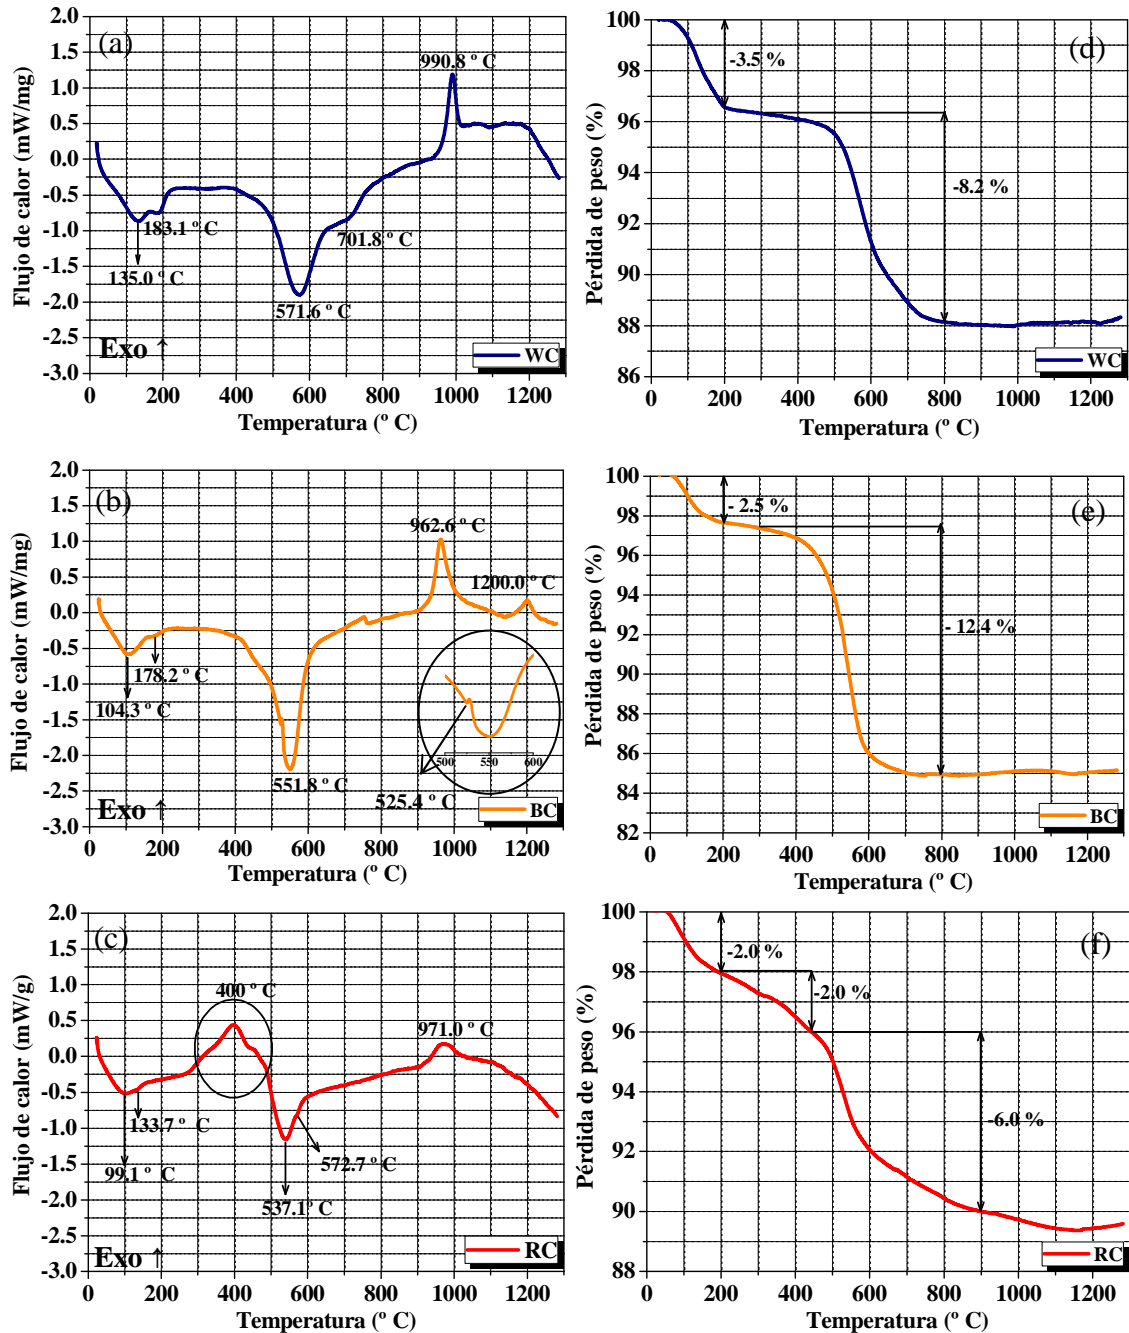 (a)
990.8 º C
183.1 º C
701.8 º C
135.0 º C
571.6 º C
Exo ↑
WC
2.0
1.5
1.0
0.5
0.0
-0.5
-1.0
-1.5
-2.0
-2.5
-3.0
Flujo de calor (mW/mg)
0 200 400 600 800 1000 1200
Temperatura (º C)
(d)
-3.5 %
-8.2 %
WC
100
98
96
94
92
90
88
86
Pérdida de peso (%)
0 200 400 600 800 1000 1200
Temperatura (º C)
(b)
962.6 º C
1200.0 º C
178.2 º C
104.3 º C
551.8 º C
500 550 600
525.4 º C
Exo ↑
BC
2.0
1.5
1.0
0.5
0.0
-0.5
-1.0
-1.5
-2.0
-2.5
-3.0
Flujo de calor (mW/mg)
0 200 400 600 800 1000 1200
Temperatura (º C)
(e)
- 2.5 %
- 12.4 %
BC
100
98
96
94
92
90
88
86
84
82
Pérdida de peso (%)
0 200 400 600 800 1000 1200
Temperatura (º C)
(c)
400 º C
971.0 º C
133.7 º C
99.1 º C
572.7 º C
537.1º C
Exo ↑
RC
2.0
1.5
1.0
0.5
0.0
-0.5
-1.0
-1.5
-2.0
-2.5
-3.0
Flujo de calor (mW/g)
0 200 400 600 800 1000 1200
Temperatura (º C)
(f)
-2.0 %
-2.0 %
-6.0 %
RC
100
98
96
94
92
90
88
Pérdida de peso (%)
0 200 400 600 800 1000 1200
Temperatura (º C)